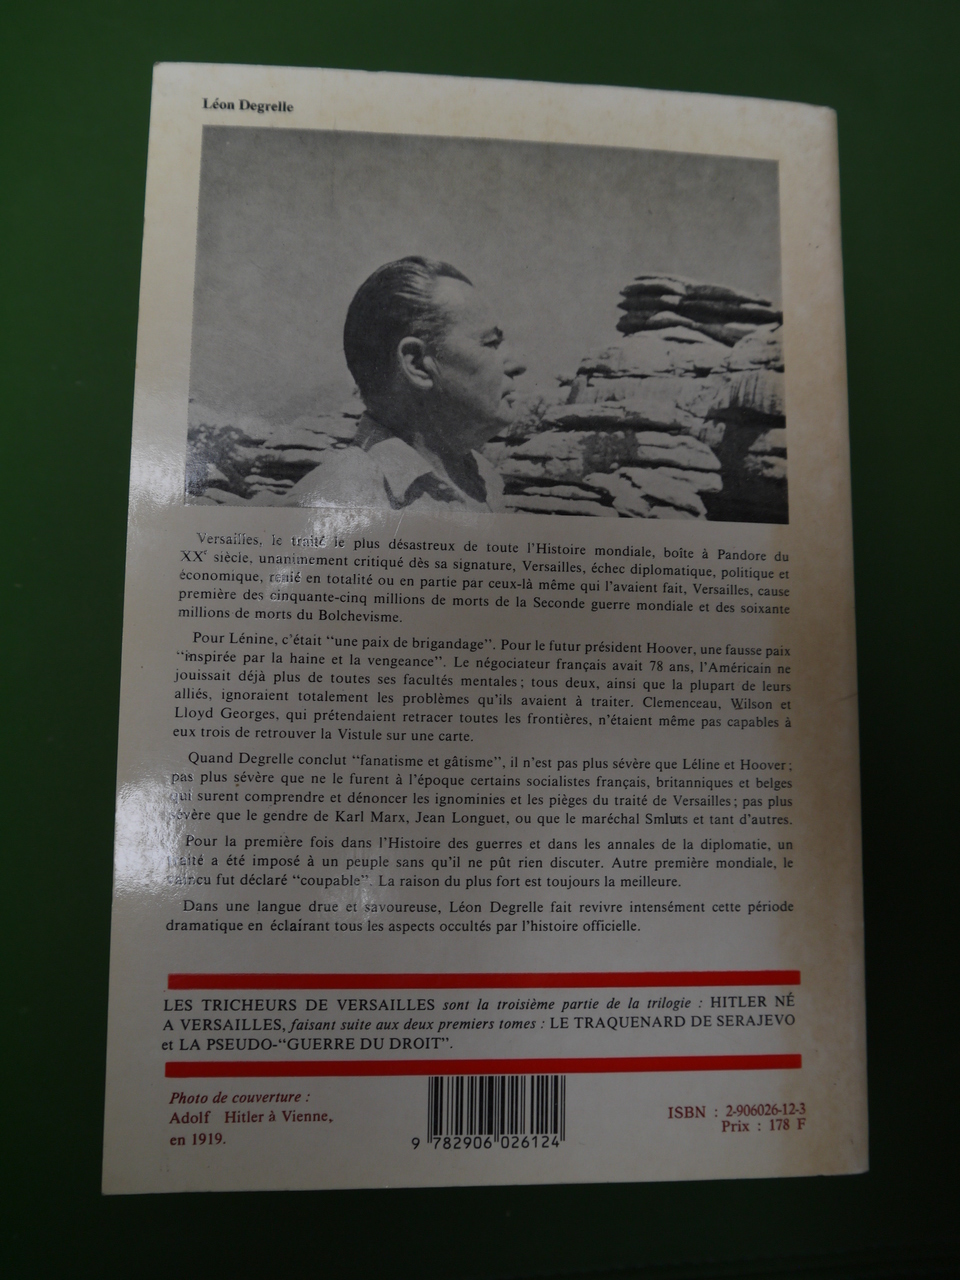 Léon Degrelle
Versailles, le traité le plus désastreux de toute l'Histoire mondiale, boîte à Pandore du
XXe siècle, unanimement critiqué dès sa signature, Versailles, échec diplomatique, politique et
économique, renié en totalité ou en partie par ceux-là même qui l'avaient fait, Versailles, cause
première des cinquante-cinq millions de morts de la Seconde guerre mondiale et des soixante
millions de morts du Bolchevisme.
Pour Lénine, c'était "une paix de brigandage". Pour le futur président Hoover, une fausse paix
"inspirée par la haine et la vengeance". Le négociateur français avait 78 ans, l'Américain ne
jouissait déjà plus de toutes ses facultés mentales; tous deux, ainsi que la plupart de leurs
alliés, ignoraient totalement les problèmes qu'ils avaient à traiter. Clemenceau, Wilson et
Lloyd Georges, qui prétendaient retracer toutes les frontières, n'étaient même pas capables à
eux trois de retrouver la Vistule sur une carte.
Quand Degrelle conclut "fanatisme et gâtisme", il n'est pas plus sévère que Léline et Hoover;
pas plus sévère que ne le furent à l'époque certains socialistes français, britanniques et belges
qui surent comprendre et dénoncer les ignominies et les pièges du traité de Versailles; pas plus
sévère que le gendre de Karl Marx, Jean Longuet, ou que le maréchal Smluts et tant d'autres.
Pour la première fois dans l'Histoire des guerres et dans les annales de la diplomatie, un
traité a été imposé à un peuple sans qu'il ne pût rien discuter. Autre première mondiale, le
vaincu fut déclaré "coupable". La raison du plus fort est toujours la meilleure.
Dans une langue drue et savoureuse, Léon Degrelle fait revivre intensément cette période
dramatique en éclairant tous les aspects occultés par l'histoire officielle.
LES TRICHEURS DE VERSAILLES sont la troisième partie de la trilogie : HITLER NÉ
A VERSAILLES, faisant suite aux deux premiers tomes : LE TRAQUENARD DE SERAJEVO
et LA PSEUDO-"GUERRE DU DROIT".
Photo de couverture :
Adolf Hitler à Vienne,
en 1919.
9 782906 026124
ISBN : 2-906026-12-3
Prix : 178 F